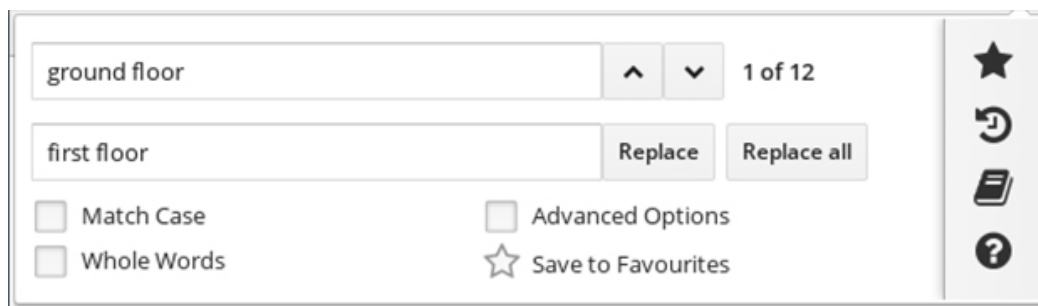 ground floor 1 of 12
first floor Replace Replace all
Match Case Advanced Options
Whole Words Save to Favourites